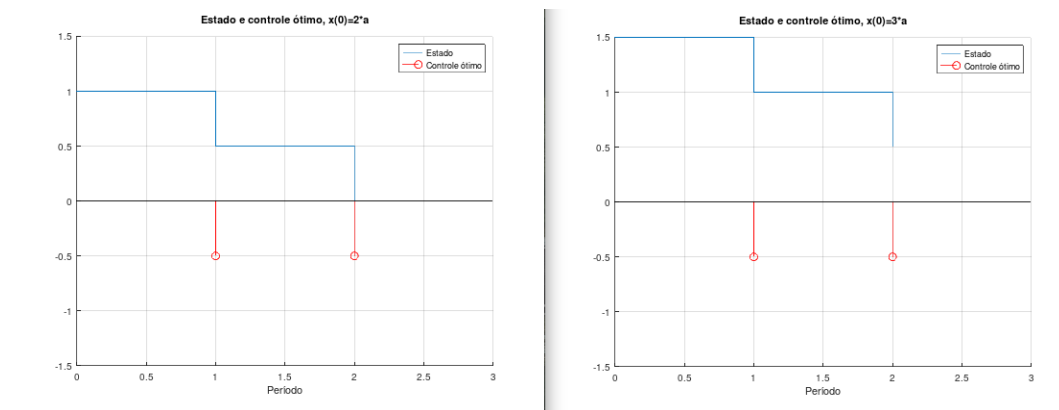 Estado e controle ótimo, x(0)=2*a
1.5
1
0.5
0
-0.5
-1
-1.5
Estado
Controle ótimo
0 0.5 1 1.5 2 2.5 3
Período
Estado e controle ótimo, x(0)=3*a
1.5
1
0.5
0
-0.5
-1
-1.5
Estado
Controle ótimo
0 0.5 1 1.5 2 2.5 3
Período